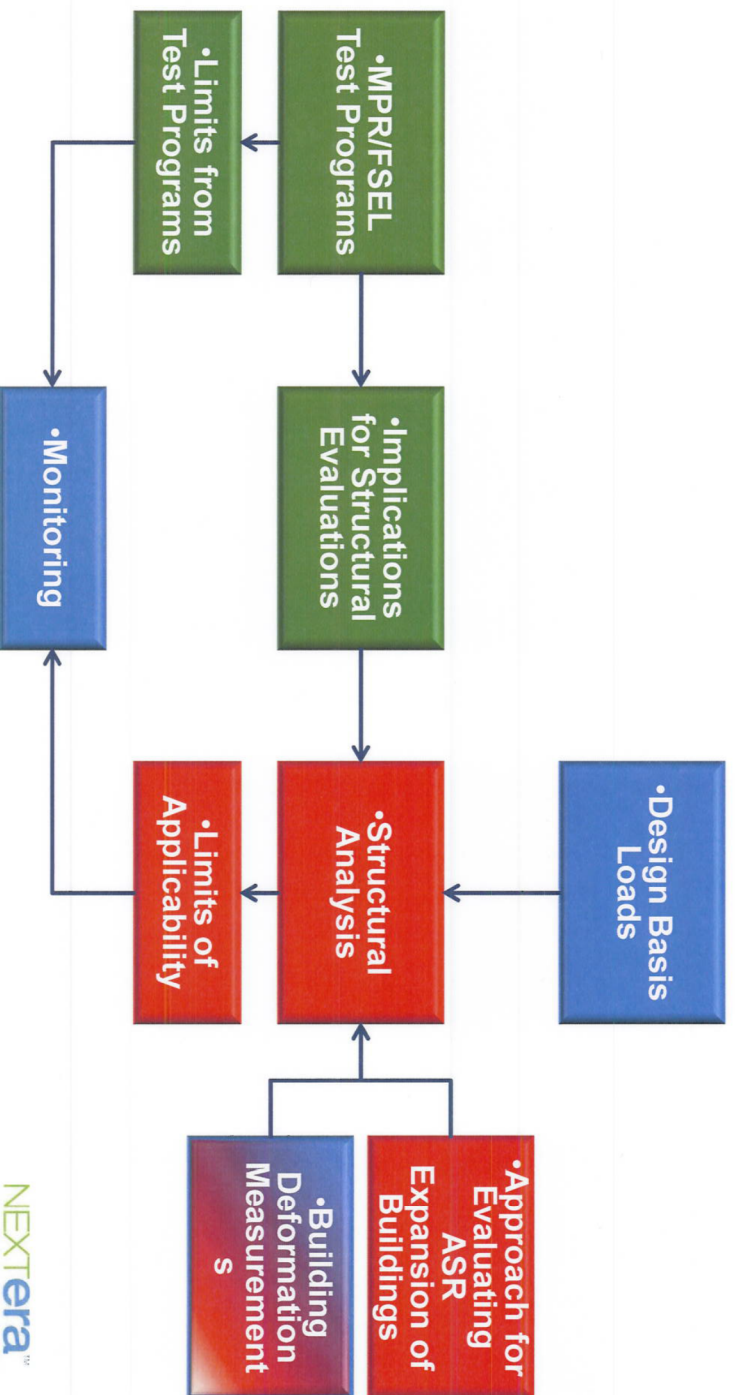 •MPR/FSEL
Test Programs
•Limits from
Test Programs
•Implications
for Structural
Evaluations
•Monitoring
•Design Basis
Loads
•Structural
Analysis
•Limits of
Applicability
•Approach for
Evaluating
ASR
Expansion of
Buildings
•Building
Deformation
Measurement
s
NEXTera™